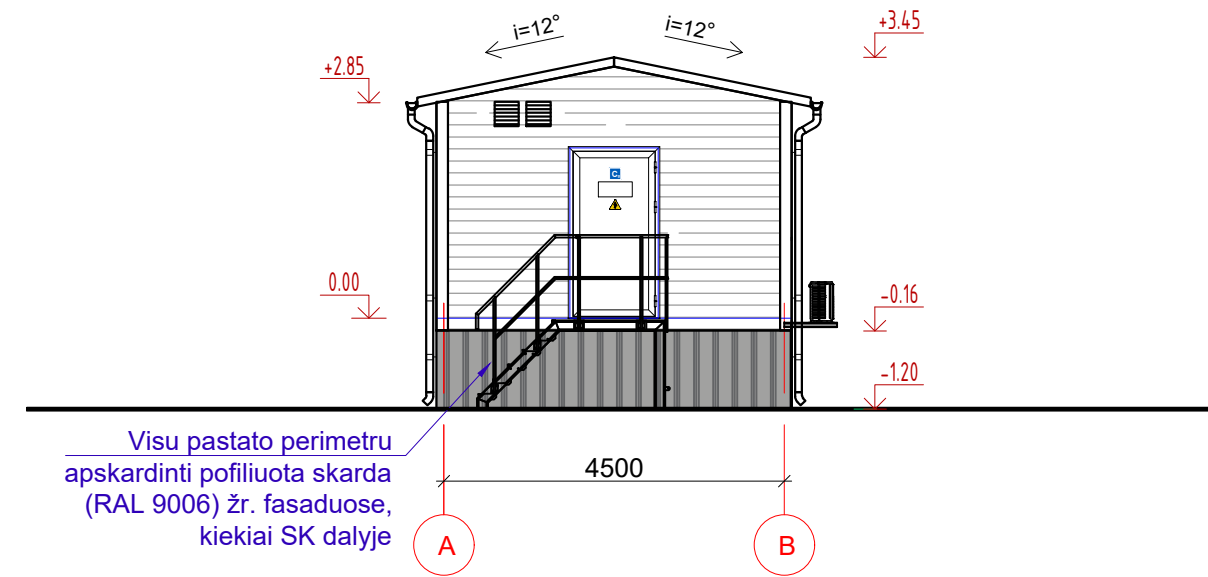 i=12°
i=12°
+3.45
+2.85
C₂
0.00
-0.16
-1.20
Visu pastato perimetru
apskardinti pofiliuota skarda
(RAL 9006) žr. fasaduose,
kiekiai SK dalyje
4500
A
B